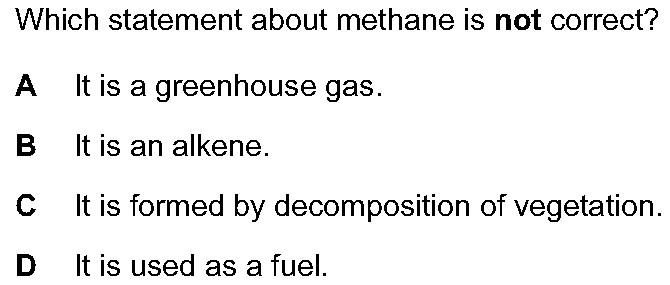 Which statement about methane is not correct?
A It is a greenhouse gas.
B It is an alkene.
C It is formed by decomposition of vegetation.
D It is used as a fuel.